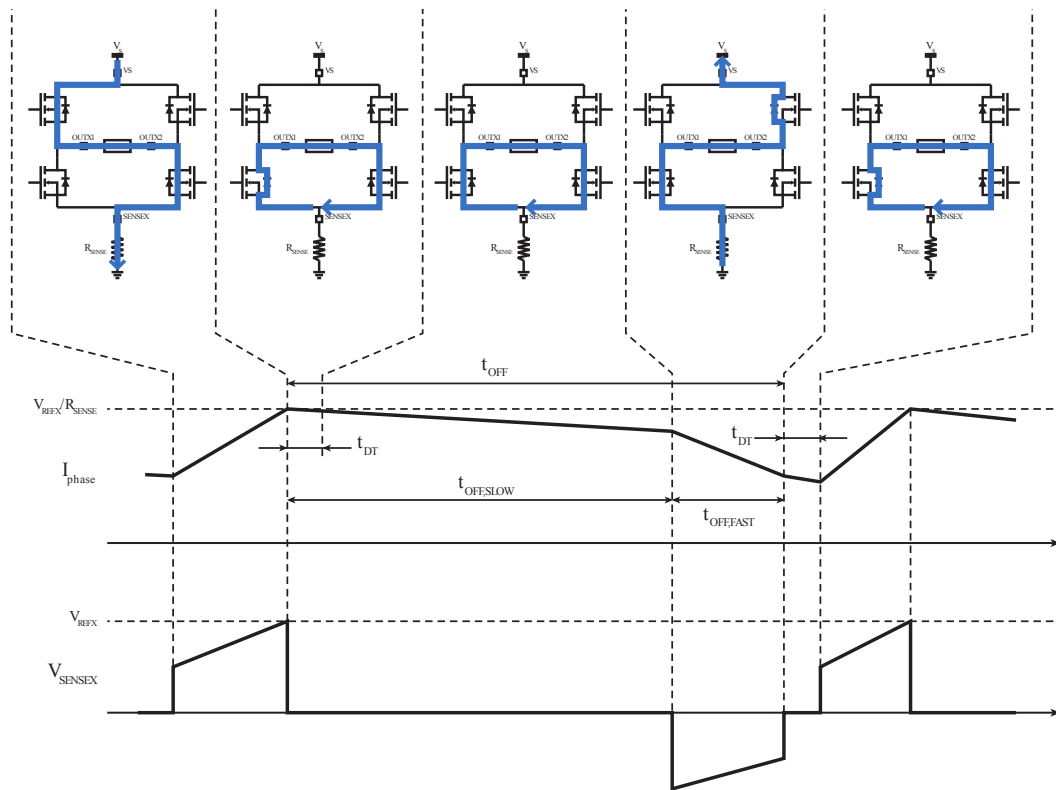 Vs Vs Vs Vs Vs
VS VS VS VS VS
OUTX1 OUTX2 OUTX1 OUTX2 OUTX1 OUTX2 OUTX1 OUTX2 OUTX1 OUTX2
SENSEX SENSEX SENSEX SENSEX SENSEX
RSENSE RSENSE RSENSE RSENSE RSENSE
tOFF
VREFX/RSENSE
tDT tDT
Iphase
tOFF,SLOW
tOFF,FAST
VREFX
VSENSEX